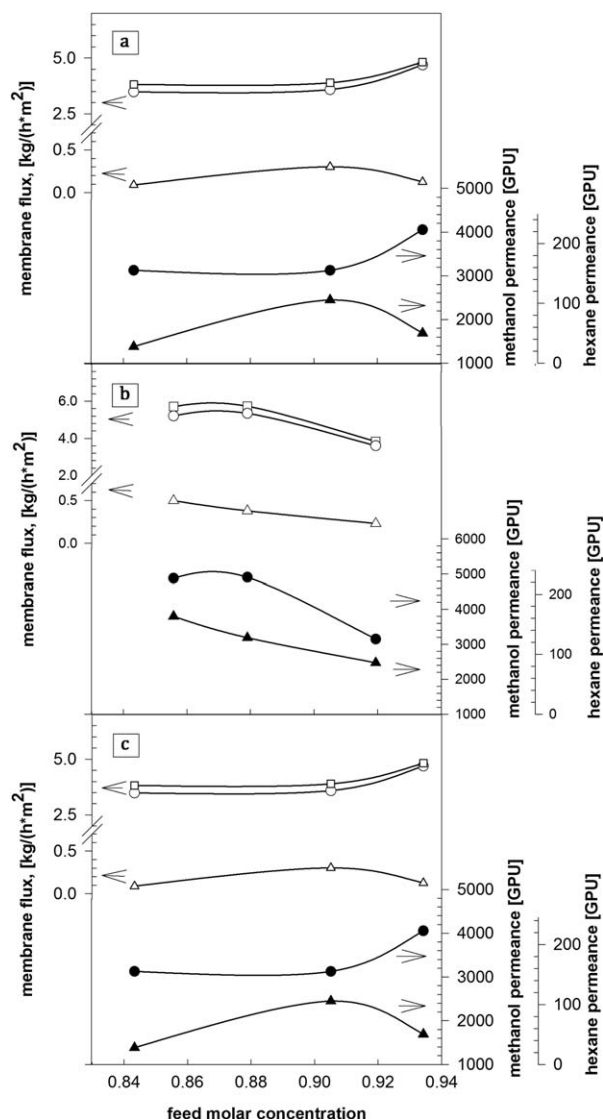 a
membrane flux, [kg/(h*m²)]
5.0
2.5
0.5
0.0
5000
4000
3000
2000
1000
methanol permeance [GPU]
200
100
0
hexane permeance [GPU]
b
membrane flux, [kg/(h*m²)]
6.0
4.0
2.0
0.5
0.0
6000
5000
4000
3000
2000
1000
methanol permeance [GPU]
200
100
0
hexane permeance [GPU]
c
membrane flux, [kg/(h*m²)]
5.0
2.5
0.5
0.0
5000
4000
3000
2000
1000
methanol permeance [GPU]
200
100
0
hexane permeance [GPU]
0.84 0.86 0.88 0.90 0.92 0.94
feed molar concentration